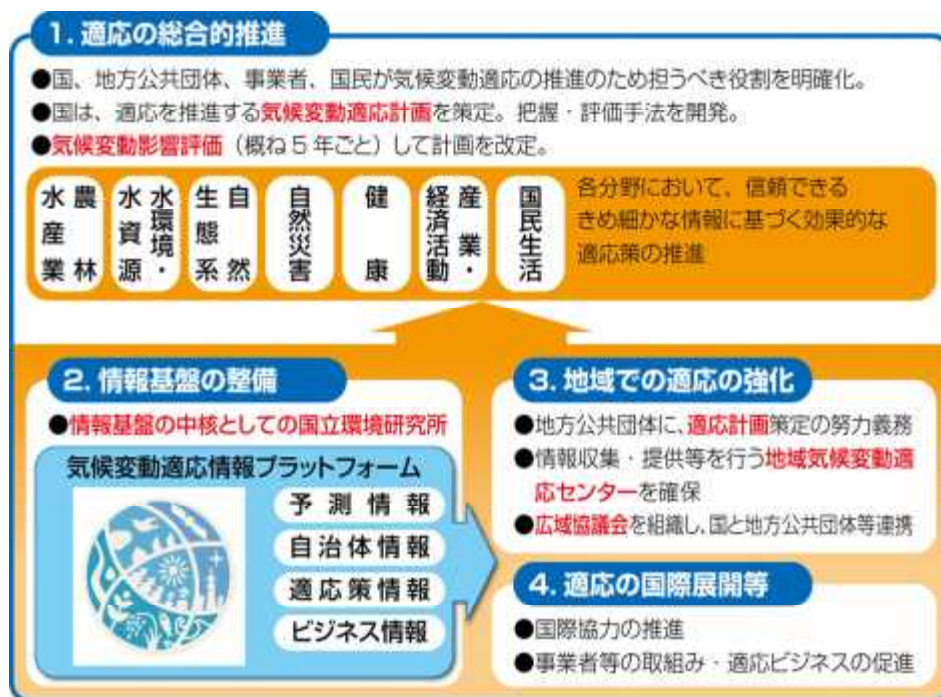 1. 適応の総合的推進
●国、地方公共団体、事業者、国民が気候変動適応の推進のため担うべき役割を明確化。
●国は、適応を推進する気候変動適応計画を策定。把握・評価手法を開発。
●気候変動影響評価（概ね5年ごと）して計画を改定。
農林
水産業
水環境・
水資源
自然
生態系
自然災害
健康
産業・
経済活動
国民生活
各分野において、信頼できる
きめ細かな情報に基づく効果的な
適応策の推進
2. 情報基盤の整備
●情報基盤の中核としての国立環境研究所
気候変動適応情報プラットフォーム
予測情報
自治体情報
適応策情報
ビジネス情報
3. 地域での適応の強化
●地方公共団体に、適応計画策定の努力義務
●情報収集・提供等を行う地域気候変動適
応センターを確保
●広域協議会を組織し、国と地方公共団体等連携
4. 適応の国際展開等
●国際協力の推進
●事業者等の取組み・適応ビジネスの促進